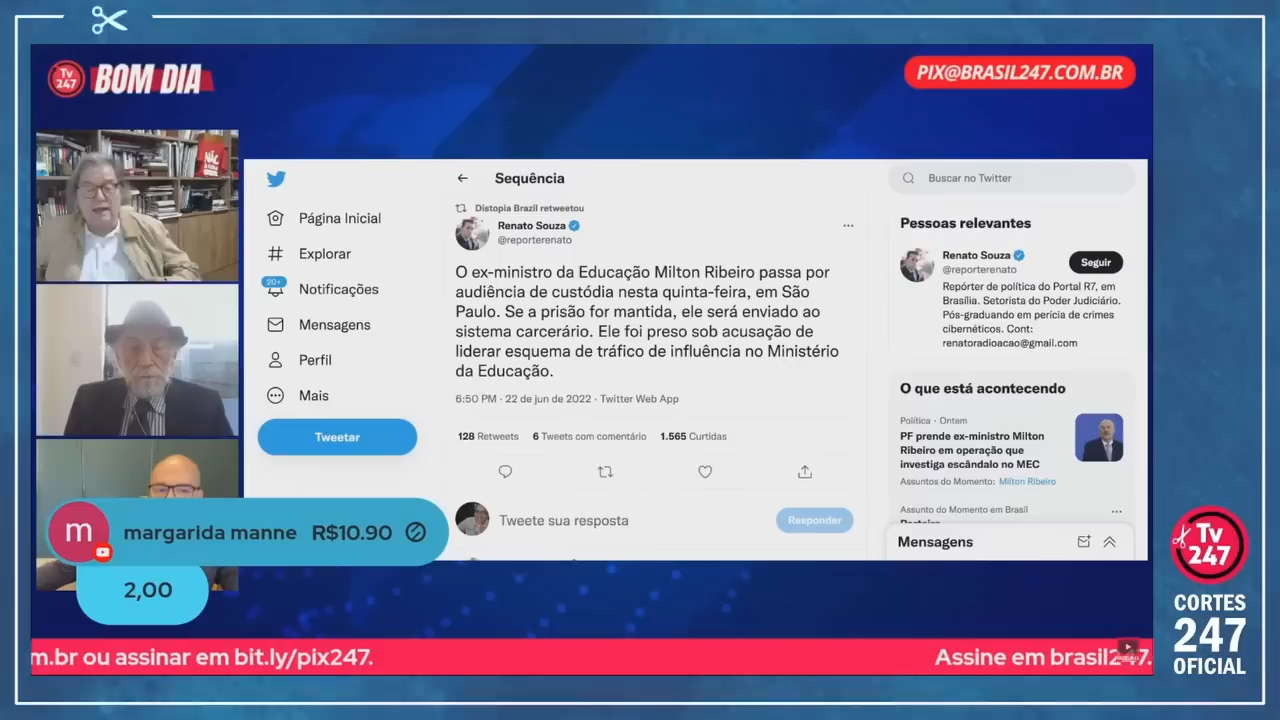 Tv 247
BOM DIA
PIX@BRASIL247.COM.BR
NÃO
Página Inicial
Explorar
20+
Notificações
Mensagens
Perfil
Mais
Tweetar
Sequência
Distopia Brazil retweetou
Renato Souza
@reporterenato
O ex-ministro da Educação Milton Ribeiro passa por
audiência de custódia nesta quinta-feira, em São
Paulo. Se a prisão for mantida, ele será enviado ao
sistema carcerário. Ele foi preso sob acusação de
liderar esquema de tráfico de influência no Ministério
da Educação.
6:50 PM · 22 de jun de 2022 · Twitter Web App
128 Retweets 6 Tweets com comentário 1.565 Curtidas
Tweete sua resposta
Responder
Buscar no Twitter
Pessoas relevantes
Renato Souza
@reporterenato
Seguir
Repórter de política do Portal R7, em
Brasília. Setorista do Poder Judiciário.
Pós-graduando em perícia de crimes
cibernéticos. Cont:
renatoradioacao@gmail.com
O que está acontecendo
Política · Ontem
PF prende ex-ministro Milton
Ribeiro em operação que
investiga escândalo no MEC
Assuntos do Momento: Milton Ribeiro
Assunto do Momento em Brasil
Mensagens
m
margarida manne R$10.90
2,00
m.br ou assinar em bit.ly/pix247.
Assine em brasil247.
Tv
247
CORTES
247
OFICIAL